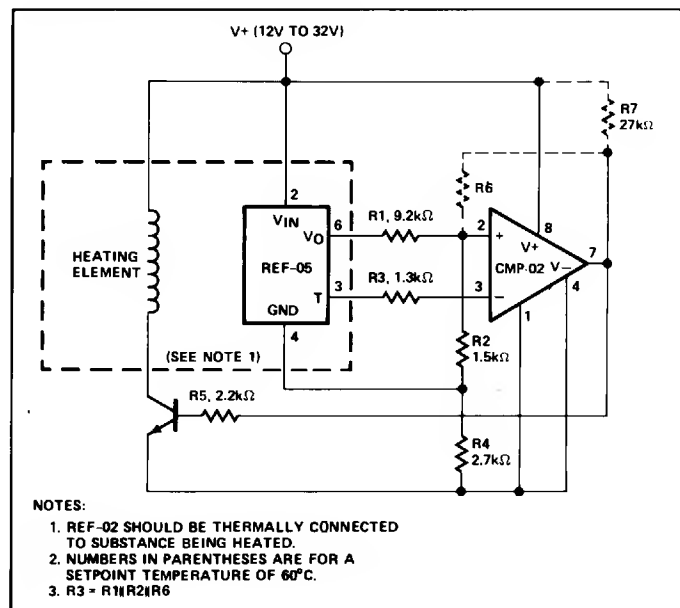 V+ (12V TO 32V)
R7
27kΩ
R6
2
6
R1, 9.2kΩ
2
8
VIN
VO
+
V+
7
HEATING
ELEMENT
REF-05
CMP-02
V−
3
R3, 1.3kΩ
3
−
4
T
GND
1
4
R2
1.5kΩ
(SEE NOTE 1)
R5, 2.2kΩ
R4
2.7kΩ
NOTES:
1. REF-02 SHOULD BE THERMALLY CONNECTED
TO SUBSTANCE BEING HEATED.
2. NUMBERS IN PARENTHESES ARE FOR A
SETPOINT TEMPERATURE OF 60°C.
3. R3 = R1||R2||R6